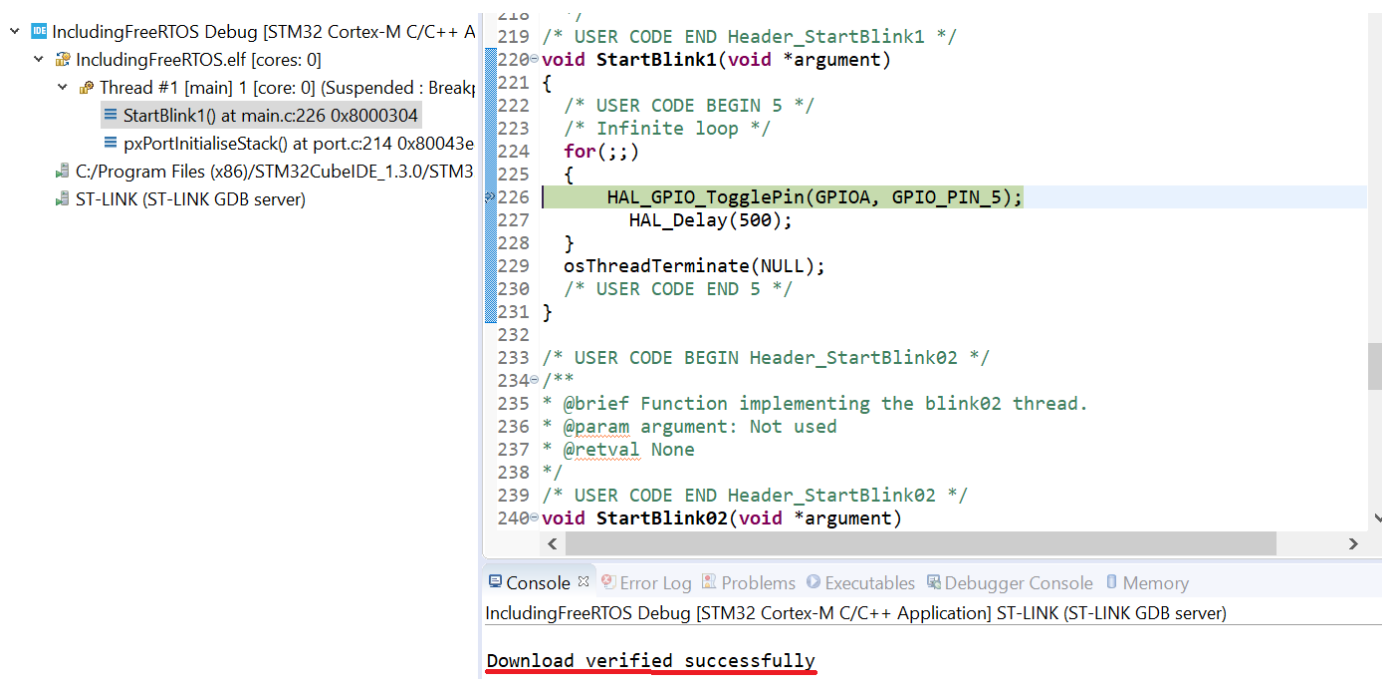 IncludingFreeRTOS Debug [STM32 Cortex-M C/C++ A
IncludingFreeRTOS.elf [cores: 0]
Thread #1 [main] 1 [core: 0] (Suspended : Breakp
StartBlink1() at main.c:226 0x8000304
pxPortInitialiseStack() at port.c:214 0x80043e
C:/Program Files (x86)/STM32CubeIDE_1.3.0/STM3
ST-LINK (ST-LINK GDB server)
218 */
219 /* USER CODE END Header_StartBlink1 */
220 void StartBlink1(void *argument)
221 {
222 /* USER CODE BEGIN 5 */
223 /* Infinite loop */
224 for(;;)
225 {
226 HAL_GPIO_TogglePin(GPIOA, GPIO_PIN_5);
227 HAL_Delay(500);
228 }
229 osThreadTerminate(NULL);
230 /* USER CODE END 5 */
231 }
232
233 /* USER CODE BEGIN Header_StartBlink02 */
234 /**
235 * @brief Function implementing the blink02 thread.
236 * @param argument: Not used
237 * @retval None
238 */
239 /* USER CODE END Header_StartBlink02 */
240 void StartBlink02(void *argument)
Console Error Log Problems Executables Debugger Console Memory
IncludingFreeRTOS Debug [STM32 Cortex-M C/C++ Application] ST-LINK (ST-LINK GDB server)
Download verified successfully